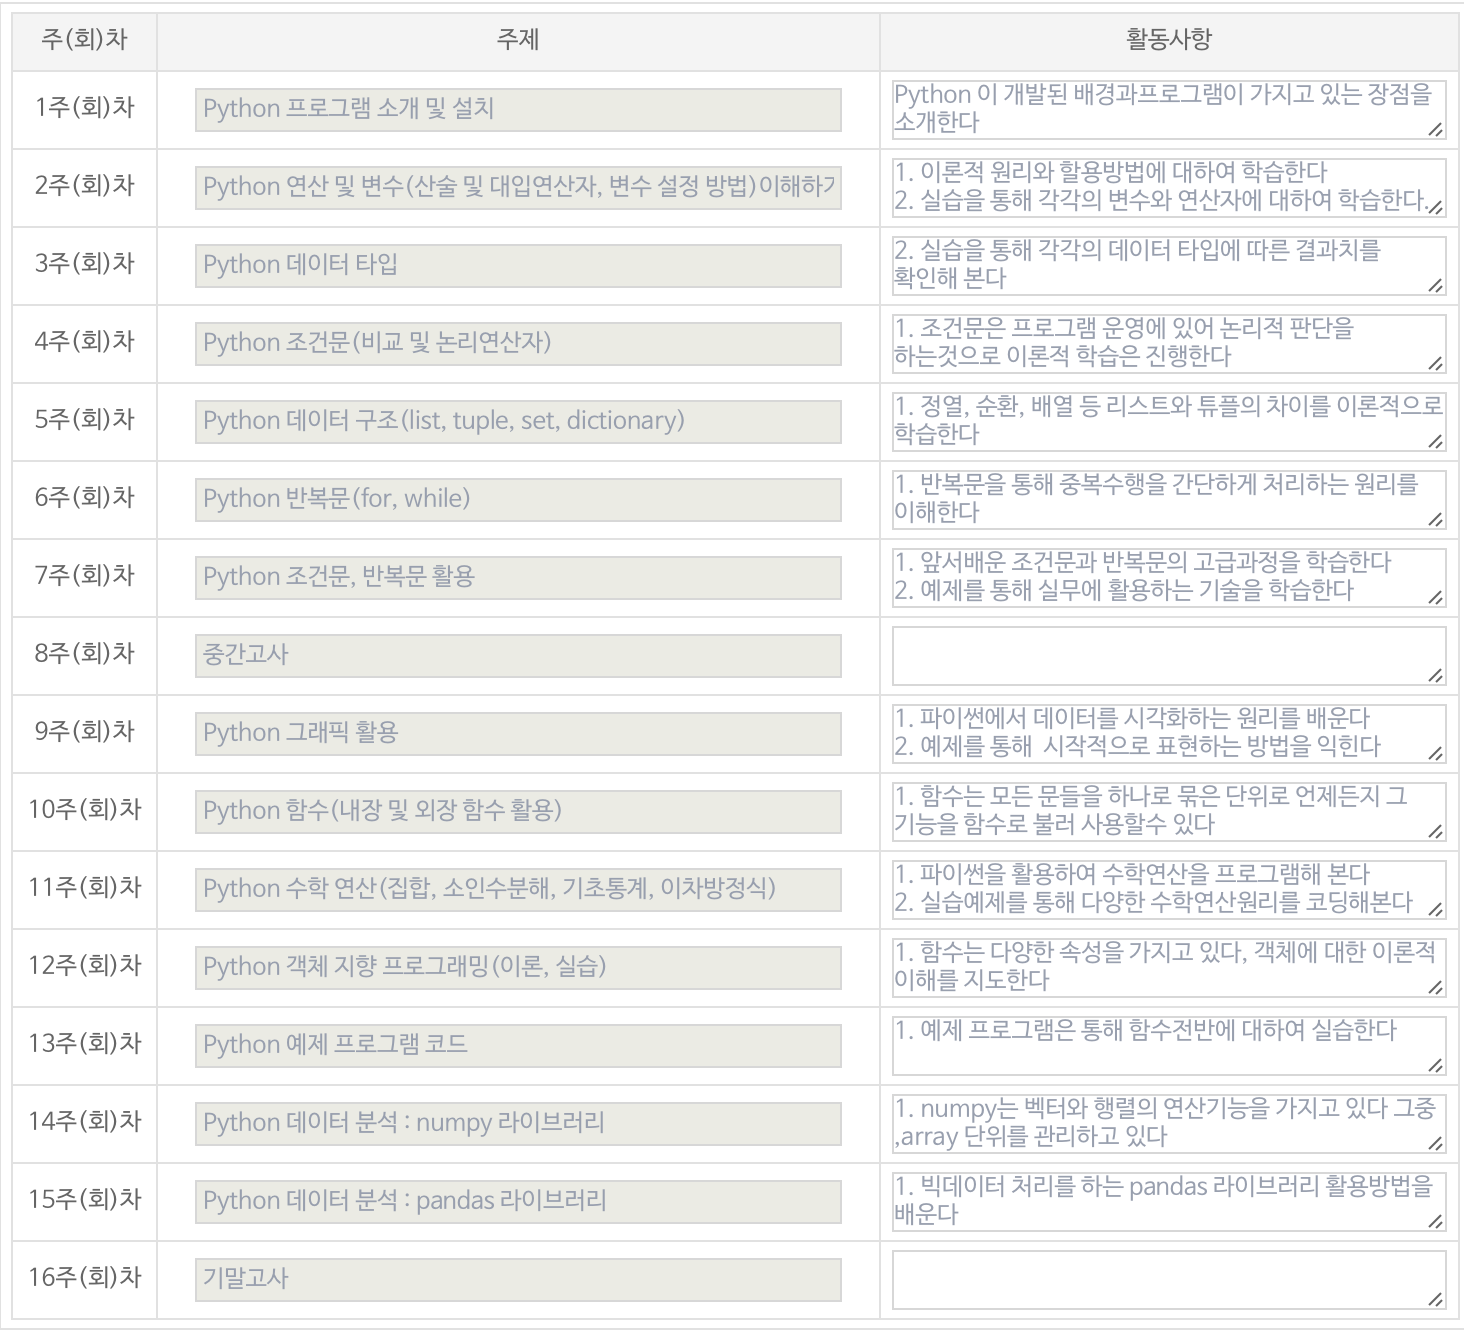 주(회)차 주제 활동사항
1주(회)차 Python 프로그램 소개 및 설치 Python 이 개발된 배경과프로그램이 가지고 있는 장점을
소개한다
2주(회)차 Python 연산 및 변수(산술 및 대입연산자, 변수 설정 방법)이해하기 1. 이론적 원리와 할용방법에 대하여 학습한다
2. 실습을 통해 각각의 변수와 연산자에 대하여 학습한다.
3주(회)차 Python 데이터 타입 2. 실습을 통해 각각의 데이터 타입에 따른 결과치를
확인해 본다
4주(회)차 Python 조건문(비교 및 논리연산자) 1. 조건문은 프로그램 운영에 있어 논리적 판단을
하는것으로 이론적 학습은 진행한다
5주(회)차 Python 데이터 구조(list, tuple, set, dictionary) 1. 정열, 순환, 배열 등 리스트와 튜플의 차이를 이론적으로
학습한다
6주(회)차 Python 반복문(for, while) 1. 반복문을 통해 중복수행을 간단하게 처리하는 원리를
이해한다
7주(회)차 Python 조건문, 반복문 활용 1. 앞서배운 조건문과 반복문의 고급과정을 학습한다
2. 예제를 통해 실무에 활용하는 기술을 학습한다
8주(회)차 중간고사
9주(회)차 Python 그래픽 활용 1. 파이썬에서 데이터를 시각화하는 원리를 배운다
2. 예제를 통해  시작적으로 표현하는 방법을 익힌다
10주(회)차 Python 함수(내장 및 외장 함수 활용) 1. 함수는 모든 문들을 하나로 묶은 단위로 언제든지 그
기능을 함수로 불러 사용할수 있다
11주(회)차 Python 수학 연산(집합, 소인수분해, 기초통계, 이차방정식) 1. 파이썬을 활용하여 수학연산을 프로그램해 본다
2. 실습예제를 통해 다양한 수학연산원리를 코딩해본다
12주(회)차 Python 객체 지향 프로그래밍(이론, 실습) 1. 함수는 다양한 속성을 가지고 있다, 객체에 대한 이론적
이해를 지도한다
13주(회)차 Python 예제 프로그램 코드 1. 예제 프로그램은 통해 함수전반에 대하여 실습한다
14주(회)차 Python 데이터 분석 : numpy 라이브러리 1. numpy는 벡터와 행렬의 연산기능을 가지고 있다 그중
,array 단위를 관리하고 있다
15주(회)차 Python 데이터 분석 : pandas 라이브러리 1. 빅데이터 처리를 하는 pandas 라이브러리 활용방법을
배운다
16주(회)차 기말고사